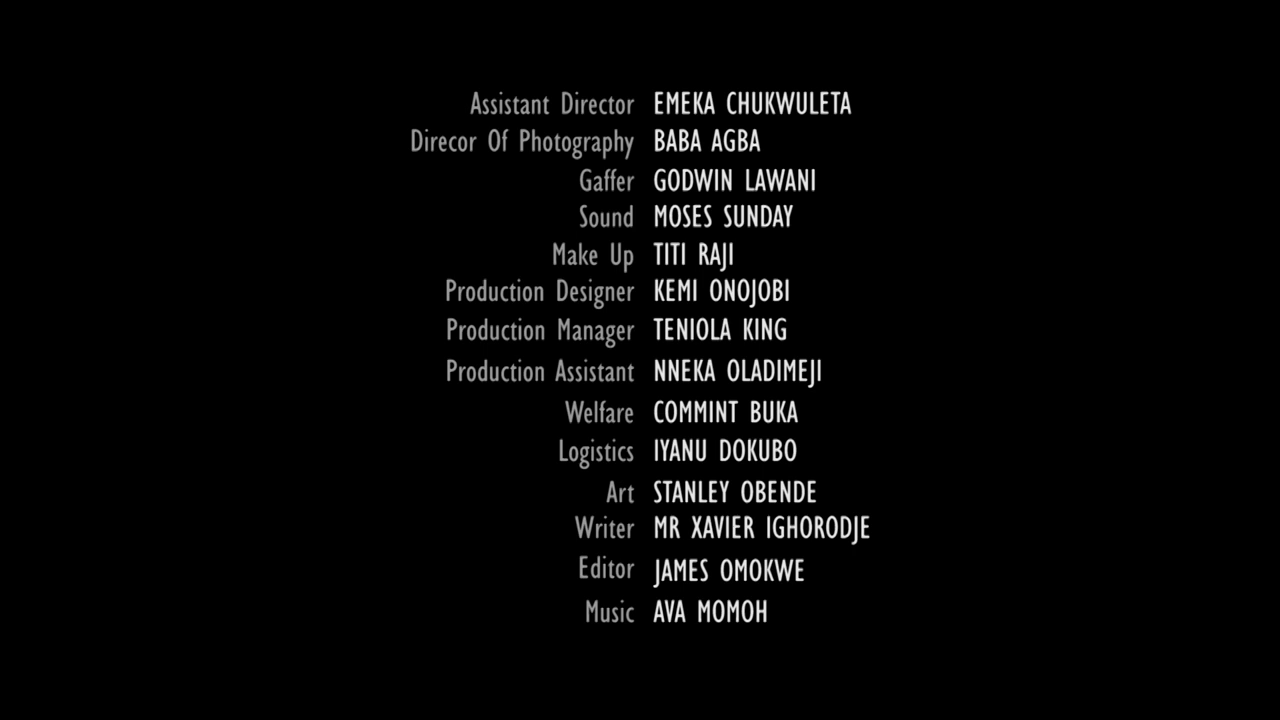 Assistant Director EMEKA CHUKWULETA
Direcor Of Photography BABA AGBA
Gaffer GODWIN LAWANI
Sound MOSES SUNDAY
Make Up TITI RAJI
Production Designer KEMI ONOJOBI
Production Manager TENIOLA KING
Production Assistant NNEKA OLADIMEJI
Welfare COMMINT BUKA
Logistics IYANU DOKUBO
Art STANLEY OBENDE
Writer MR XAVIER IGHORODJE
Editor JAMES OMOKWE
Music AVA MOMOH